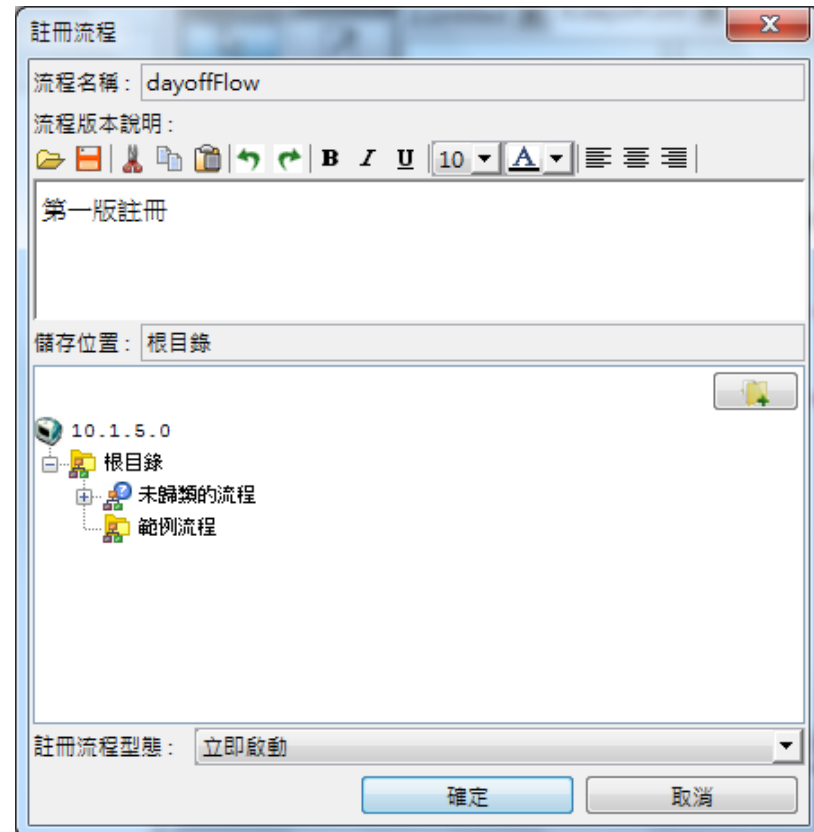 註冊流程
流程名稱： dayoffFlow
流程版本說明：
B I U 10 A
第一版註冊
儲存位置： 根目錄
10.1.5.0
根目錄
未歸類的流程
範例流程
註冊流程型態： 立即啟動
確定 取消